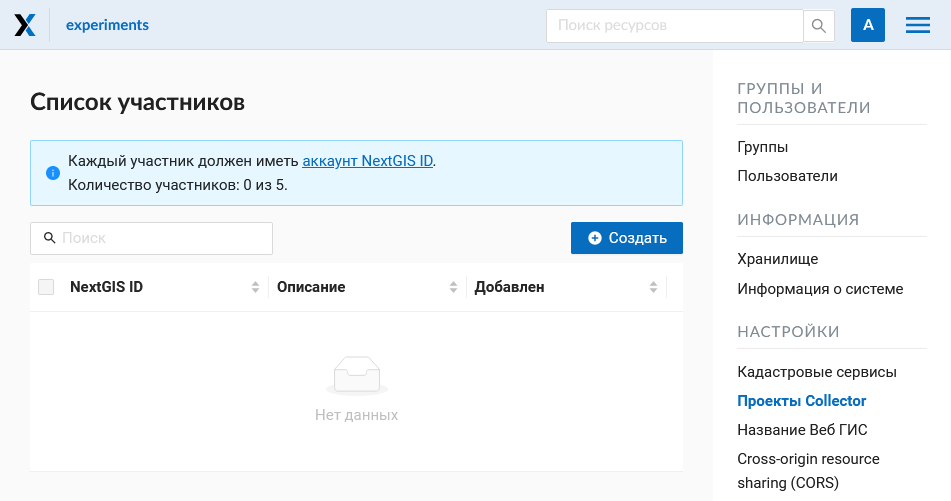 experiments
Поиск ресурсов
A
Список участников
Каждый участник должен иметь аккаунт NextGIS ID.
Количество участников: 0 из 5.
Поиск
Создать
NextGIS ID
Описание
Добавлен
Нет данных
ГРУППЫ И
ПОЛЬЗОВАТЕЛИ
Группы
Пользователи
ИНФОРМАЦИЯ
Хранилище
Информация о системе
НАСТРОЙКИ
Кадастровые сервисы
Проекты Collector
Название Веб ГИС
Cross-origin resource
sharing (CORS)